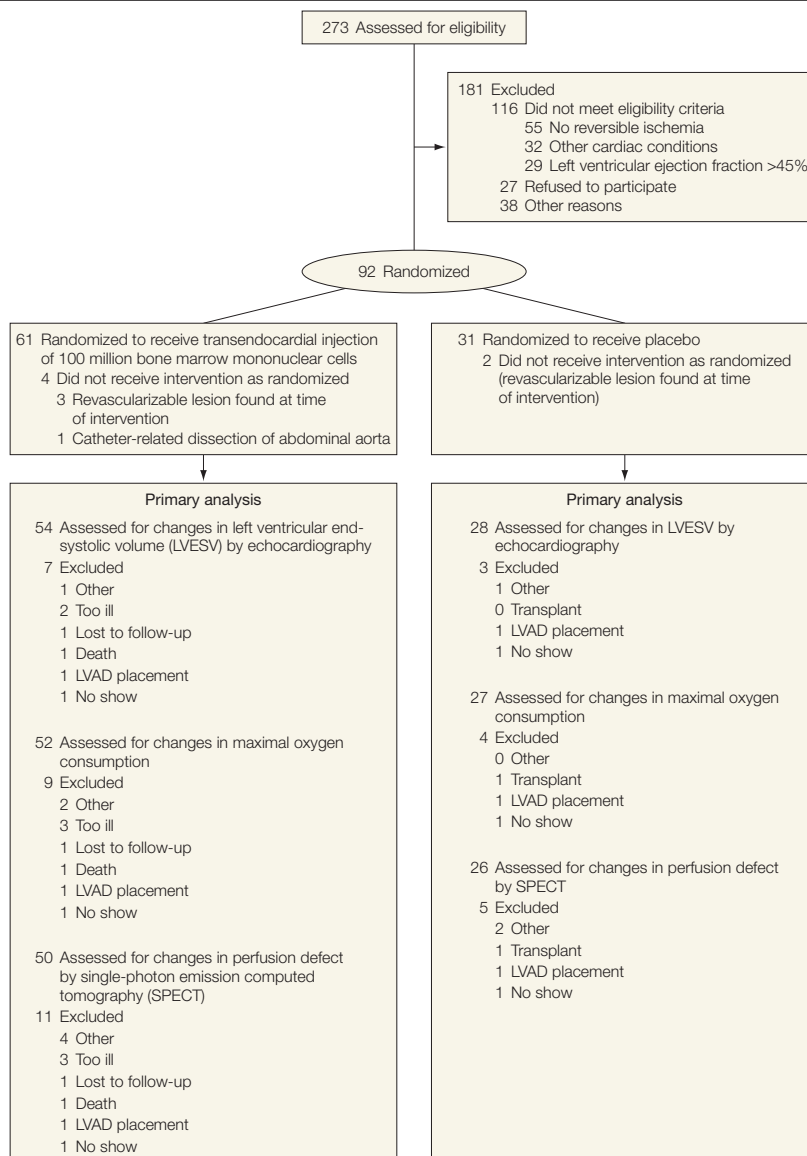 273 Assessed for eligibility
181 Excluded
116 Did not meet eligibility criteria
55 No reversible ischemia
32 Other cardiac conditions
29 Left ventricular ejection fraction >45%
27 Refused to participate
38 Other reasons
92 Randomized
61 Randomized to receive transendocardial injection
of 100 million bone marrow mononuclear cells
4 Did not receive intervention as randomized
3 Revascularizable lesion found at time
of intervention
1 Catheter-related dissection of abdominal aorta
31 Randomized to receive placebo
2 Did not receive intervention as randomized
(revascularizable lesion found at time
of intervention)
Primary analysis
54 Assessed for changes in left ventricular end-
systolic volume (LVESV) by echocardiography
7 Excluded
1 Other
2 Too ill
1 Lost to follow-up
1 Death
1 LVAD placement
1 No show
52 Assessed for changes in maximal oxygen
consumption
9 Excluded
2 Other
3 Too ill
1 Lost to follow-up
1 Death
1 LVAD placement
1 No show
50 Assessed for changes in perfusion defect
by single-photon emission computed
tomography (SPECT)
11 Excluded
4 Other
3 Too ill
1 Lost to follow-up
1 Death
1 LVAD placement
1 No show
Primary analysis
28 Assessed for changes in LVESV by
echocardiography
3 Excluded
1 Other
0 Transplant
1 LVAD placement
1 No show
27 Assessed for changes in maximal oxygen
consumption
4 Excluded
0 Other
1 Transplant
1 LVAD placement
1 No show
26 Assessed for changes in perfusion defect
by SPECT
5 Excluded
2 Other
1 Transplant
1 LVAD placement
1 No show